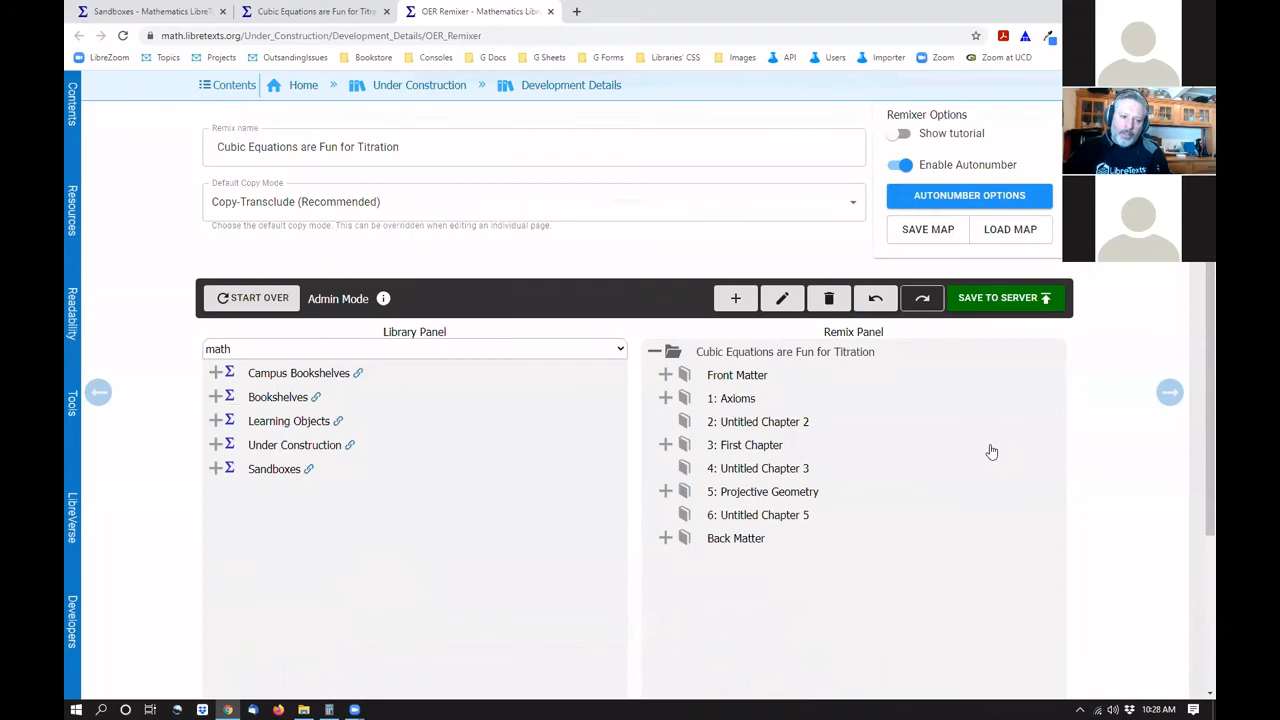 Sandboxes - Mathematics LibreT
Cubic Equations are Fun for Titra
OER Remixer - Mathematics Libr
math.libretexts.org/Under_Construction/Development_Details/OER_Remixer
LibreZoom
Topics
Projects
OutsandingIssues
Bookstore
Consoles
G Docs
G Sheets
G Forms
Libraries' CSS
Images
API
Users
Importer
Zoom
Zoom at UCD
Contents
Home
»
Under Construction
»
Development Details
Contents
Resources
Readability
Tools
LibreVerse
Developers
Remix name
Cubic Equations are Fun for Titration
Default Copy Mode
Copy-Transclude (Recommended)
Choose the default copy mode. This can be overridden when editing an individual page.
Remixer Options
Show tutorial
Enable Autonumber
AUTONUMBER OPTIONS
SAVE MAP
LOAD MAP
LibreTexts
START OVER
Admin Mode
SAVE TO SERVER
Library Panel
math
Campus Bookshelves
Bookshelves
Learning Objects
Under Construction
Sandboxes
Remix Panel
Cubic Equations are Fun for Titration
Front Matter
1: Axioms
2: Untitled Chapter 2
3: First Chapter
4: Untitled Chapter 3
5: Projective Geometry
6: Untitled Chapter 5
Back Matter
10:28 AM